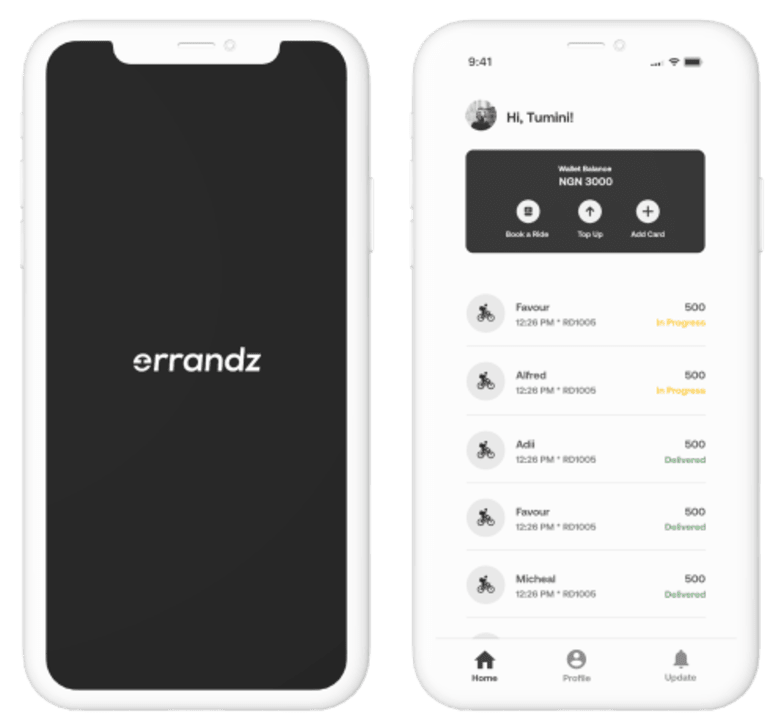 errandz
9:41
Hi, Tumini!
Wallet Balance
NGN 3000
Book a Ride Top Up Add Card
Favour 500
12:26 PM * RD1005 In Progress
Alfred 500
12:26 PM * RD1005 In Progress
Adii 500
12:26 PM * RD1005 Delivered
Favour 500
12:26 PM * RD1005 Delivered
Micheal 500
12:26 PM * RD1005 Delivered
Home Profile Update